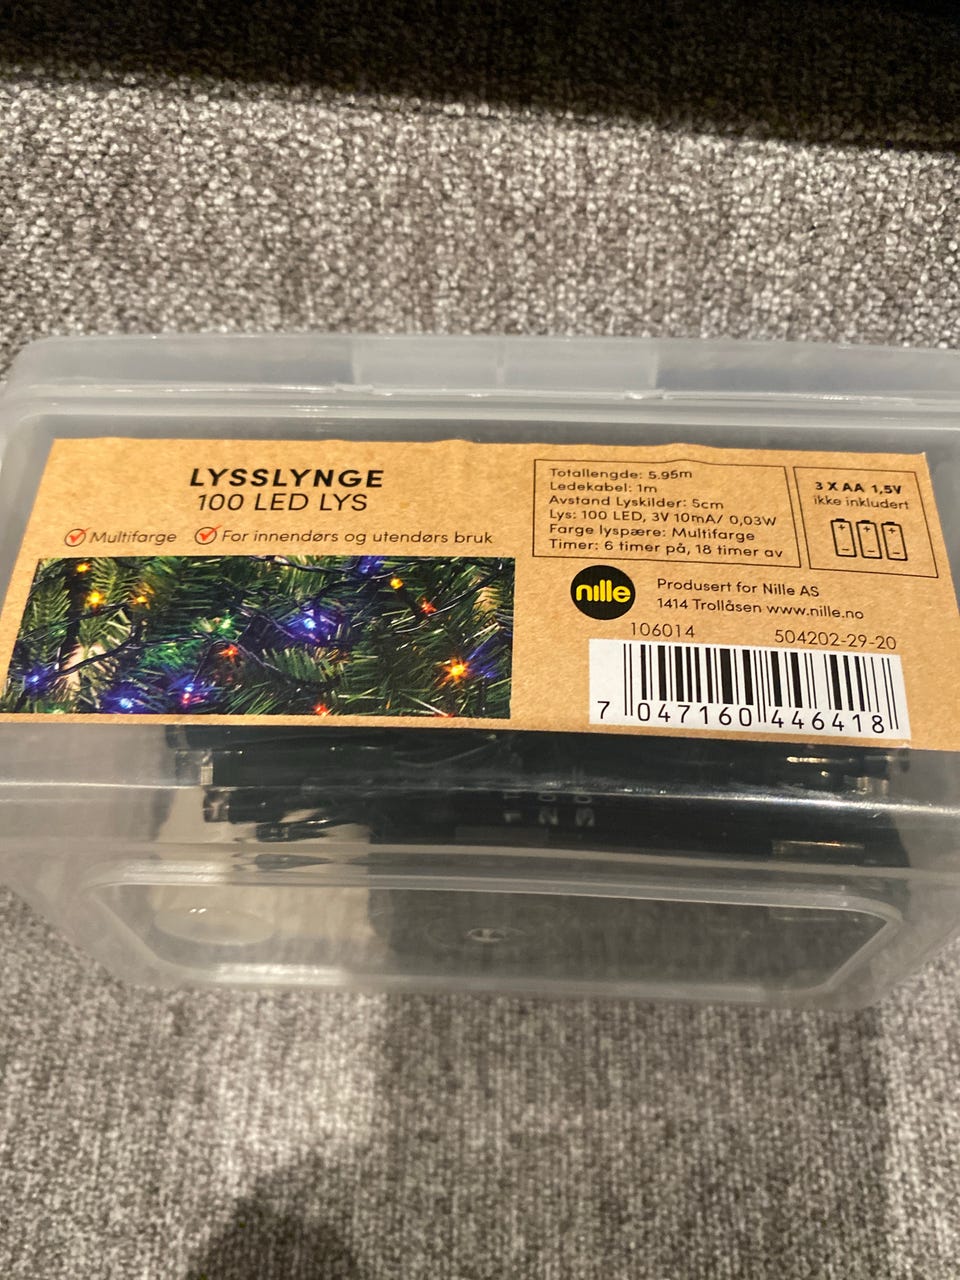 LYSSLYNGE
100 LED LYS
Multifarge For innendørs og utendørs bruk
Totallengde: 5.95m
Ledekabel: 1m
Avstand Lyskilder: 5cm
Lys: 100 LED, 3V 10mA/ 0,03W
Farge lyspære: Multifarge
Timer: 6 timer på, 18 timer av
3 X AA 1,5V
ikke inkludert
nille
Produsert for Nille AS
1414 Trollåsen www.nille.no
106014 504202-29-20
7 047160 446418